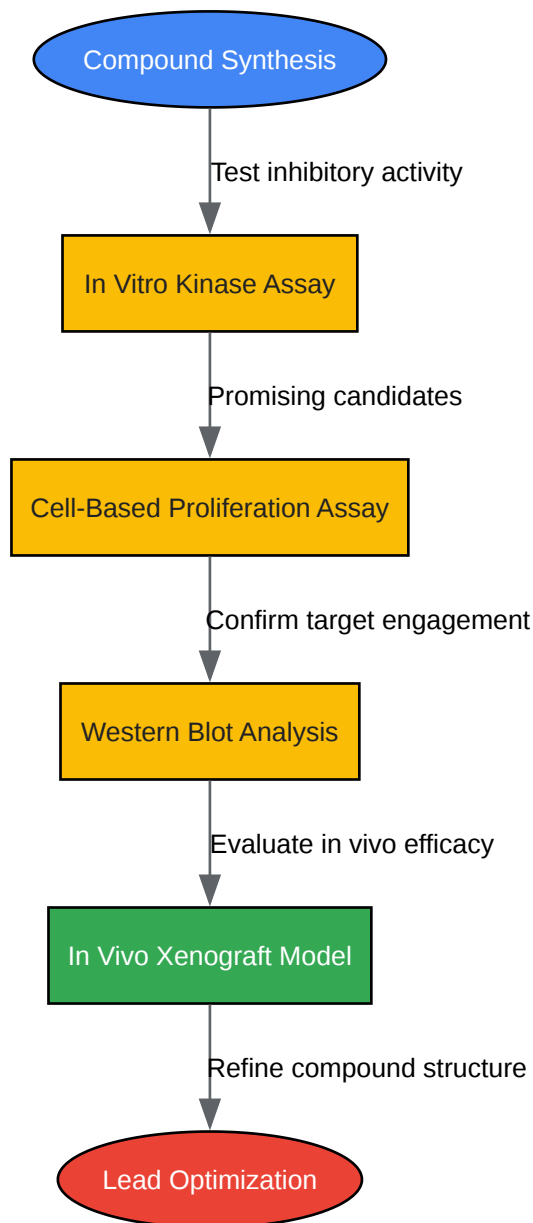 Compound Synthesis
Test inhibitory activity
In Vitro Kinase Assay
Promising candidates
Cell-Based Proliferation Assay
Confirm target engagement
Western Blot Analysis
Evaluate in vivo efficacy
In Vivo Xenograft Model
Refine compound structure
Lead Optimization